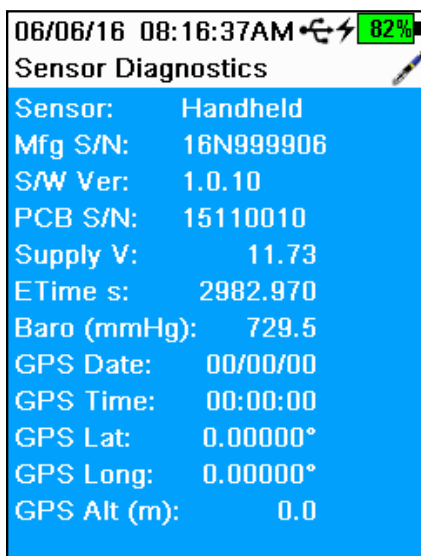 06/06/16 08:16:37AM 82%
Sensor Diagnostics
Sensor: Handheld
Mfg S/N: 16N999906
S/W Ver: 1.0.10
PCB S/N: 15110010
Supply V: 11.73
ETime s: 2982.970
Baro (mmHg): 729.5
GPS Date: 00/00/00
GPS Time: 00:00:00
GPS Lat: 0.00000°
GPS Long: 0.00000°
GPS Alt (m): 0.0